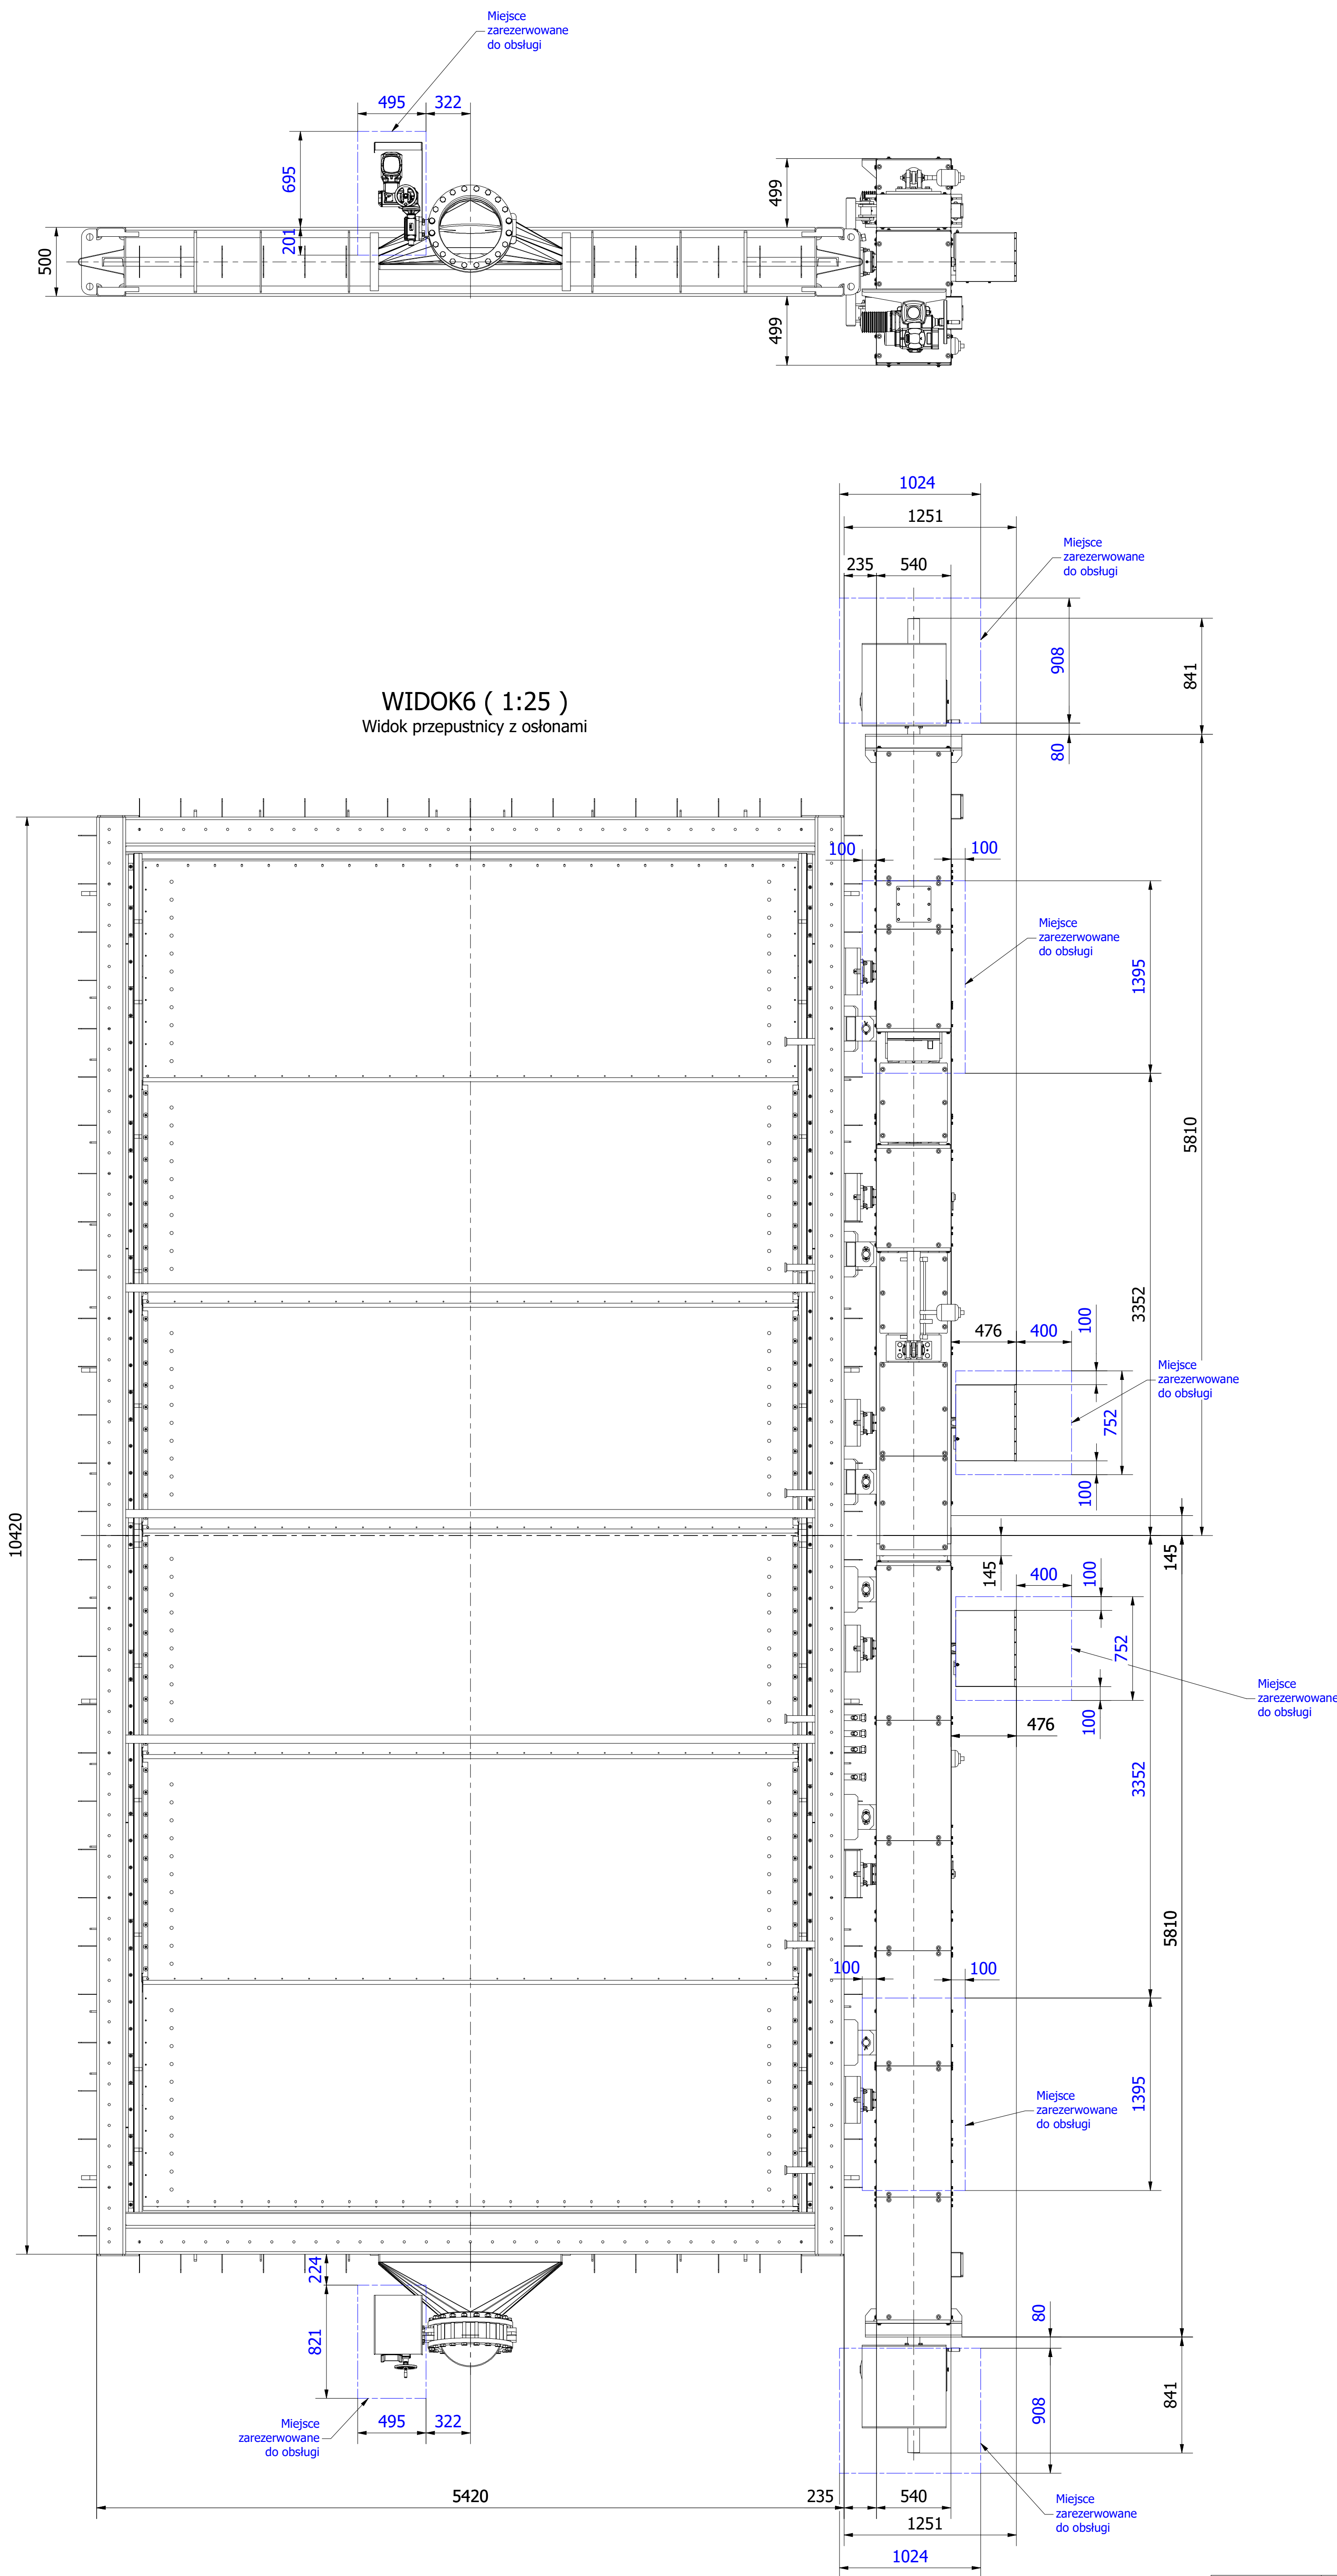 Miejsce
zarezerwowane
do obsługi
495
322
695
201
500
499
499
1024
1251
235
540
Miejsce
zarezerwowane
do obsługi
908
841
80
WIDOK6 ( 1:25 )
Widok przepustnicy z osłonami
100
100
Miejsce
zarezerwowane
do obsługi
1395
5810
3352
476
400
100
Miejsce
zarezerwowane
do obsługi
752
100
10420
145
145
400
100
752
Miejsce
zarezerwowane
do obsługi
100
476
3352
5810
100
100
Miejsce
zarezerwowane
do obsługi
1395
224
821
80
841
908
Miejsce
zarezerwowane
do obsługi
495
322
5420
235
540
Miejsce
zarezerwowane
do obsługi
1251
1024